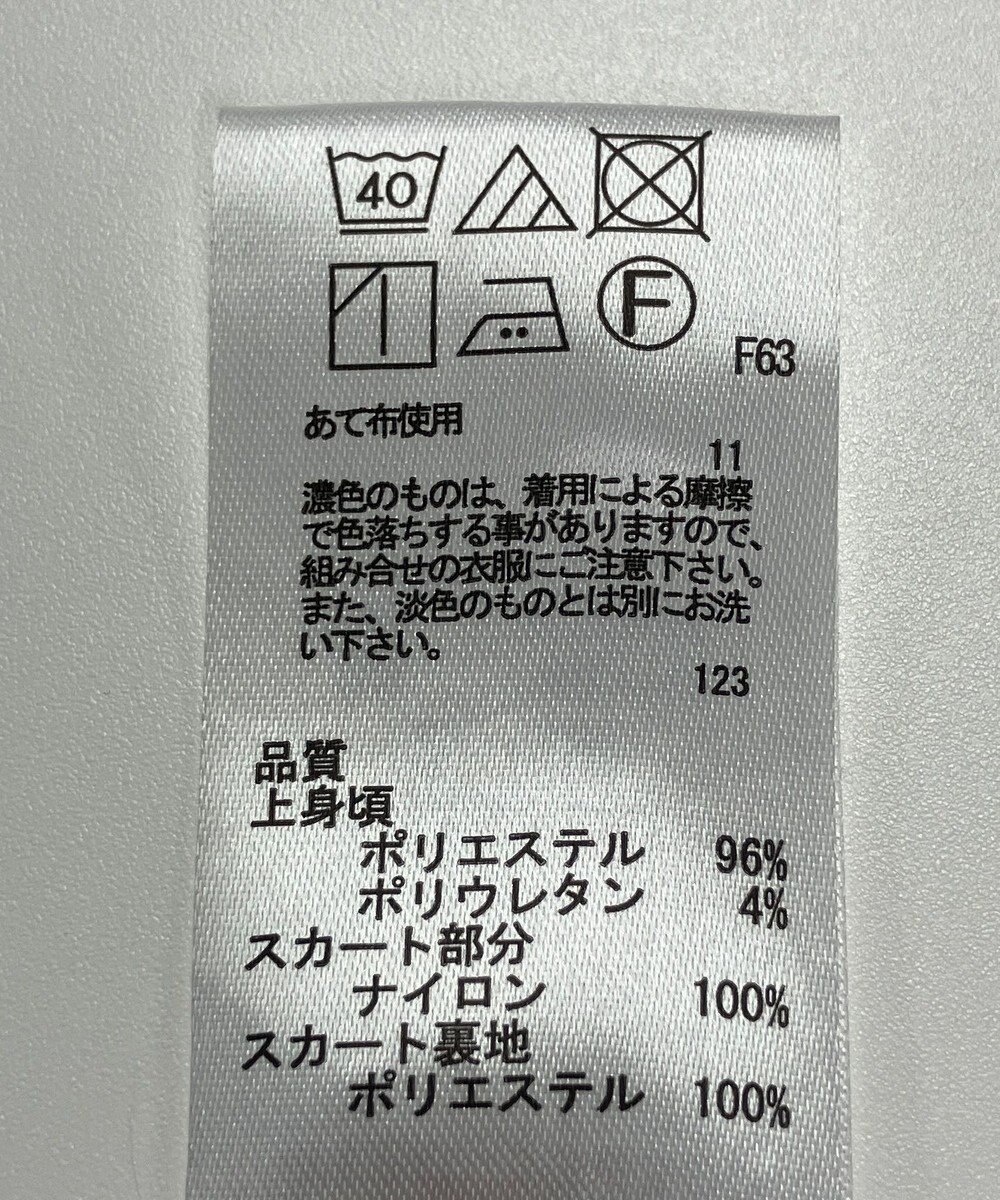 40
F
F63
あて布使用
11
濃色のものは、着用による摩擦
で色落ちする事がありますので、
組み合せの衣服にご注意下さい。
また、淡色のものとは別にお洗
い下さい。
123
品質
上身頃
ポリエステル 96%
ポリウレタン 4%
スカート部分
ナイロン 100%
スカート裏地
ポリエステル 100%